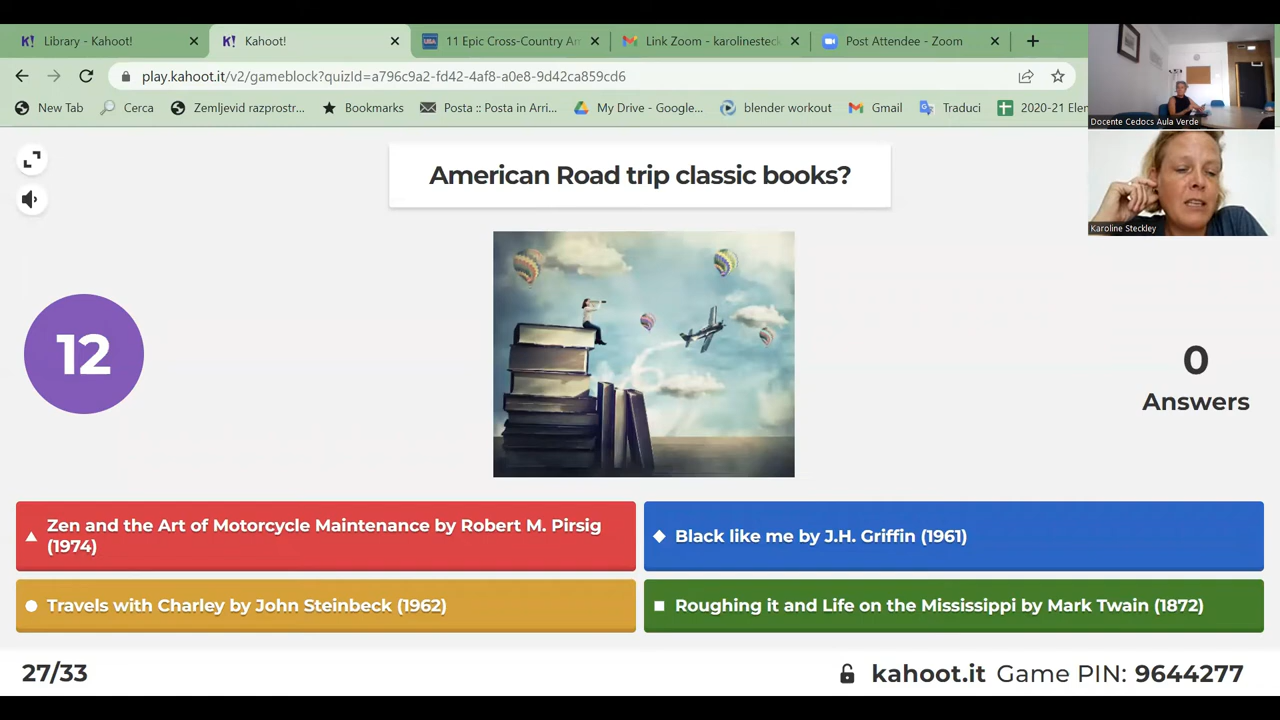 Library - Kahoot!
Kahoot!
11 Epic Cross-Country Am
Link Zoom - karolinesteck
Post Attendee - Zoom
play.kahoot.it/v2/gameblock?quizId=a796c9a2-fd42-4af8-a0e8-9d42ca859cd6
New Tab
Cerca
Zemljevid razprostr...
Bookmarks
Posta :: Posta in Arri...
My Drive - Google...
blender workout
Gmail
Traduci
2020-21 Elem
Docente Cedocs Aula Verde
Karoline Steckley
American Road trip classic books?
12
0
Answers
Zen and the Art of Motorcycle Maintenance by Robert M. Pirsig
(1974)
Black like me by J.H. Griffin (1961)
Travels with Charley by John Steinbeck (1962)
Roughing it and Life on the Mississippi by Mark Twain (1872)
27/33
kahoot.it Game PIN: 9644277